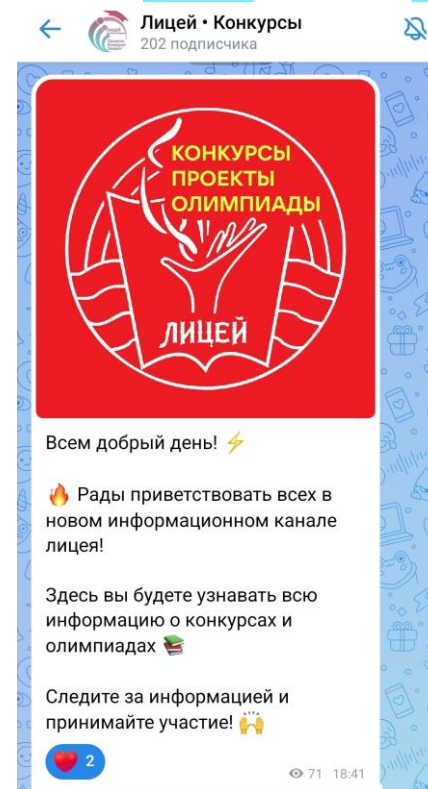 Лицей • Конкурсы
202 подписчика
КОНКУРСЫ
ПРОЕКТЫ
ОЛИМПИАДЫ
ЛИЦЕЙ
Всем добрый день! ⚡
🔥 Рады приветствовать всех в
новом информационном канале
лицея!
Здесь вы будете узнавать всю
информацию о конкурсах и
олимпиадах 📚
Следите за информацией и
принимайте участие! 🙌
❤️ 2
71 18:41